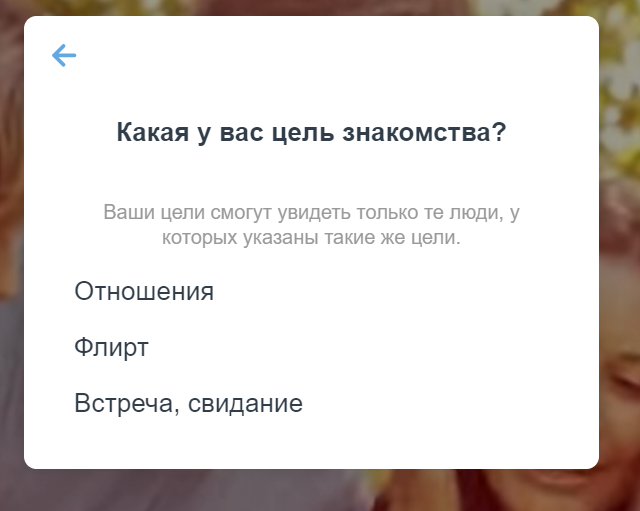 Какая у вас цель знакомства?
Ваши цели смогут увидеть только те люди, у
которых указаны такие же цели.
Отношения
Флирт
Встреча, свидание